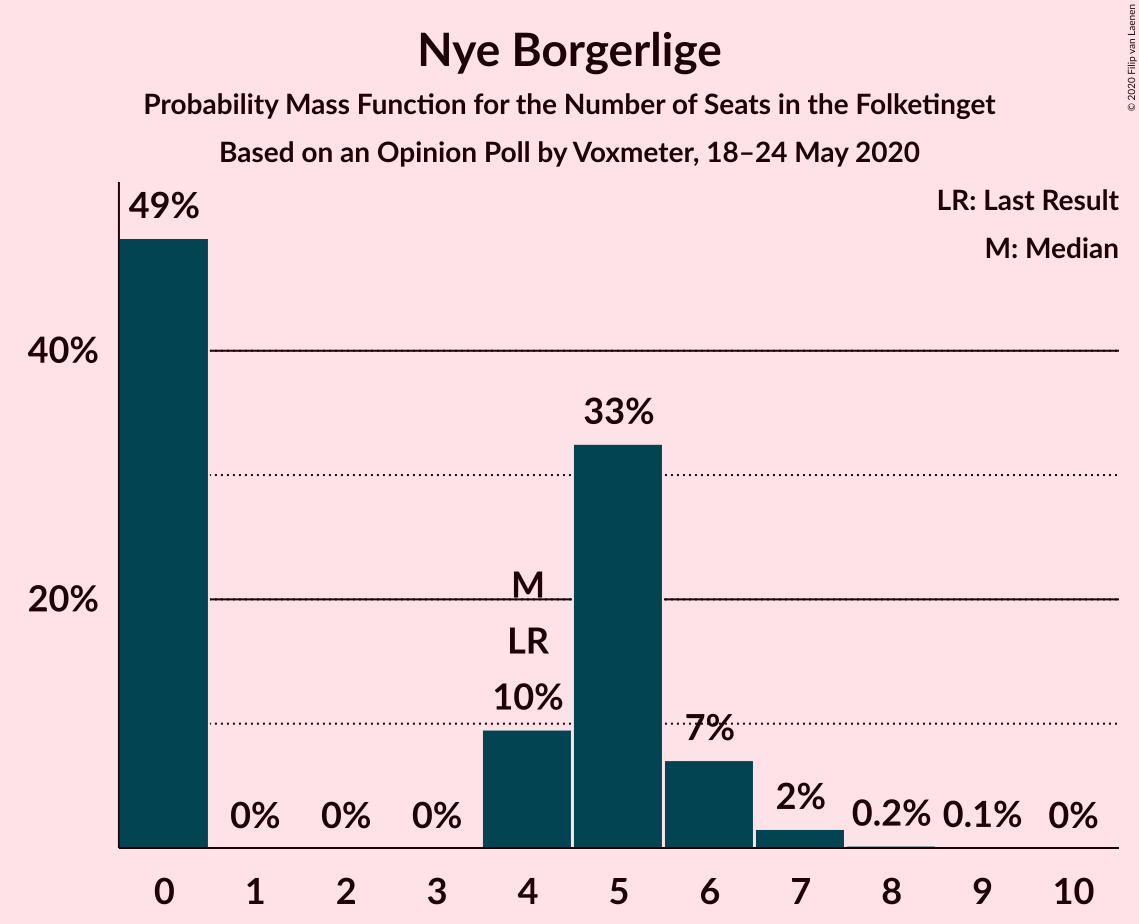 Nye Borgerlige
Probability Mass Function for the Number of Seats in the Folketinget
Based on an Opinion Poll by Voxmeter, 18–24 May 2020
© 2020 Filip van Laenen
LR: Last Result
M: Median
49%
40%
33%
20%
M
LR
10%
7%
2%
0% 0% 0% 0.2% 0.1% 0%
0 1 2 3 4 5 6 7 8 9 10